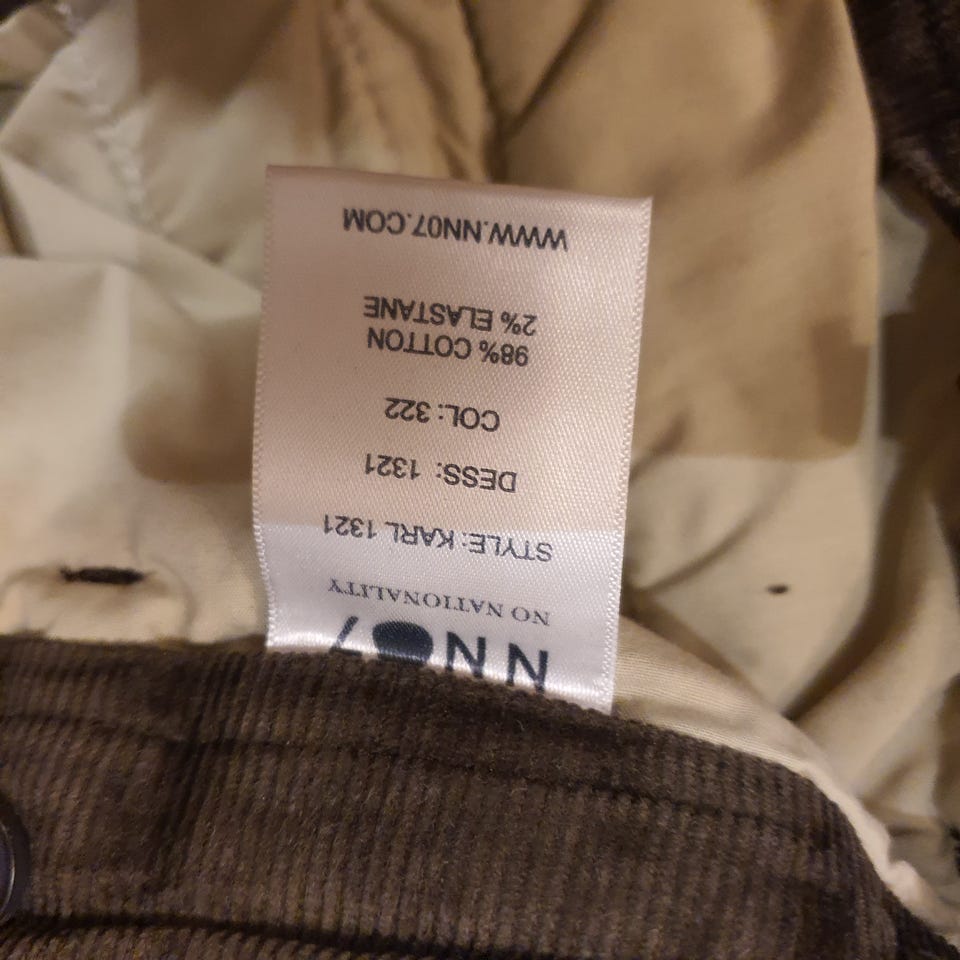 NN07
NO NATIONALITY
STYLE: KARL 1321
DESS: 1321
COL: 322
98% COTTON
2% ELASTANE
WWW.NN07.COM